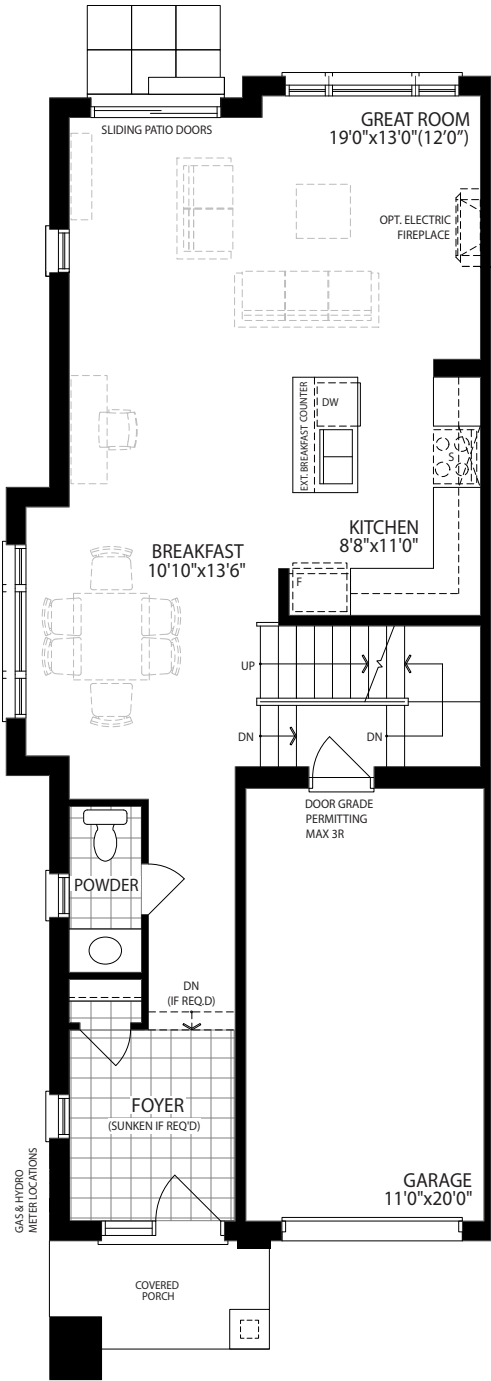 SLIDING PATIO DOORS
GREAT ROOM
19'0"x13'0"(12'0")
OPT. ELECTRIC
FIREPLACE
EXT. BREAKFAST COUNTER
DW
S
KITCHEN
8'8"x11'0"
BREAKFAST
10'10"x13'6"
F
UP
DN
DN
DOOR GRADE
PERMITTING
MAX 3R
POWDER
DN
(IF REQ.D)
FOYER
(SUNKEN IF REQ'D)
GAS & HYDRO
METER LOCATIONS
GARAGE
11'0"x20'0"
COVERED
PORCH